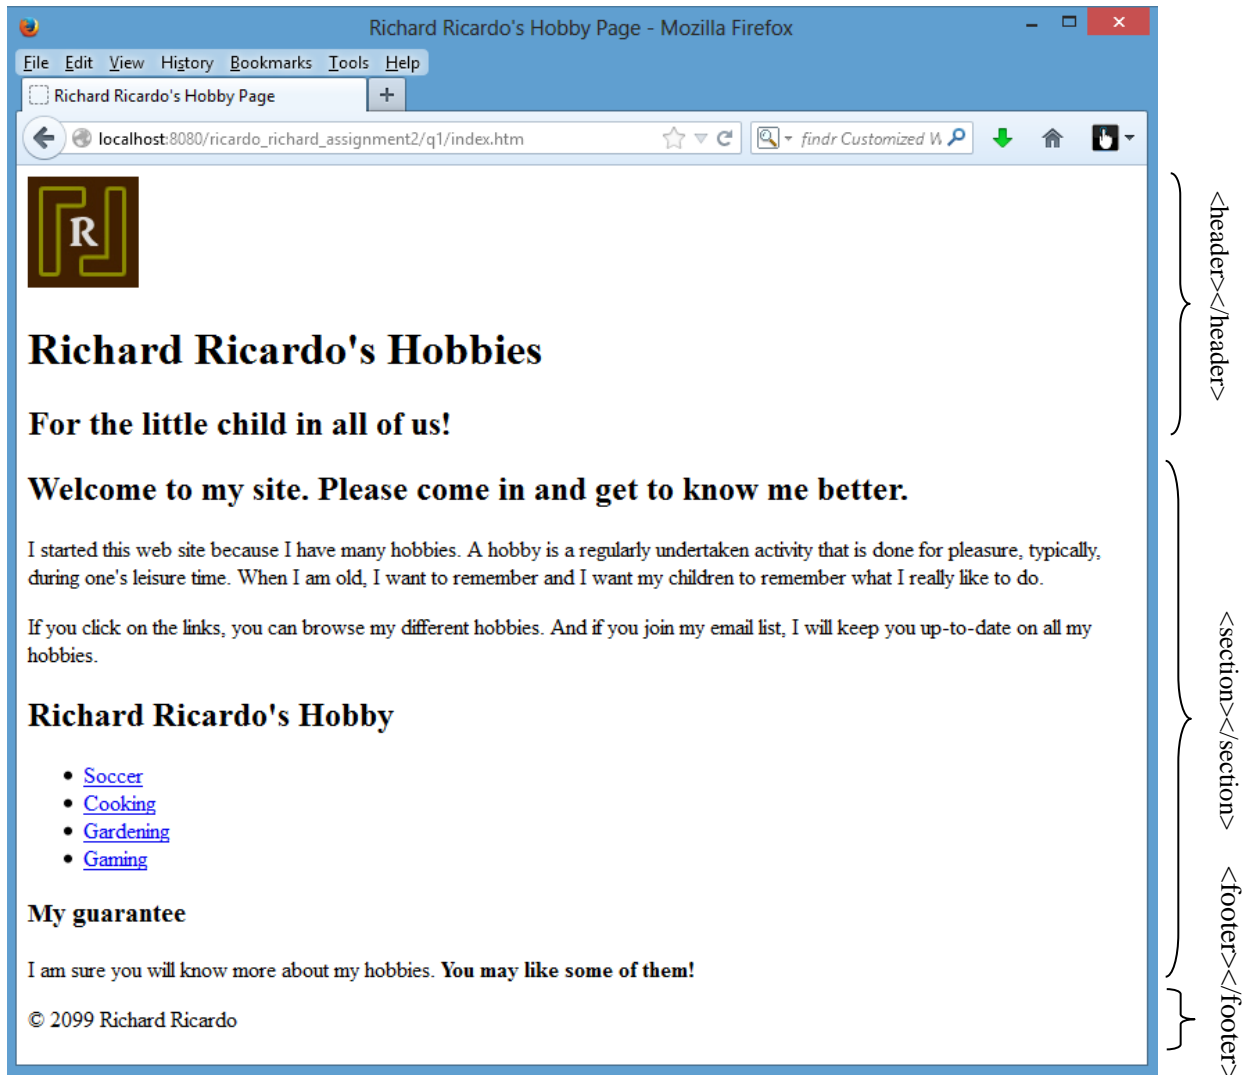 Richard Ricardo's Hobby Page - Mozilla Firefox
File Edit View History Bookmarks Tools Help
Richard Ricardo's Hobby Page
localhost:8080/ricardo_richard_assignment2/q1/index.htm
findr Customized W
R
Richard Ricardo's Hobbies
For the little child in all of us!
Welcome to my site. Please come in and get to know me better.
I started this web site because I have many hobbies. A hobby is a regularly undertaken activity that is done for pleasure, typically,
during one's leisure time. When I am old, I want to remember and I want my children to remember what I really like to do.
If you click on the links, you can browse my different hobbies. And if you join my email list, I will keep you up-to-date on all my
hobbies.
Richard Ricardo's Hobby
• Soccer
• Cooking
• Gardening
• Gaming
My guarantee
I am sure you will know more about my hobbies. You may like some of them!
© 2099 Richard Ricardo
<header></header>
<section></section>
<footer></footer>